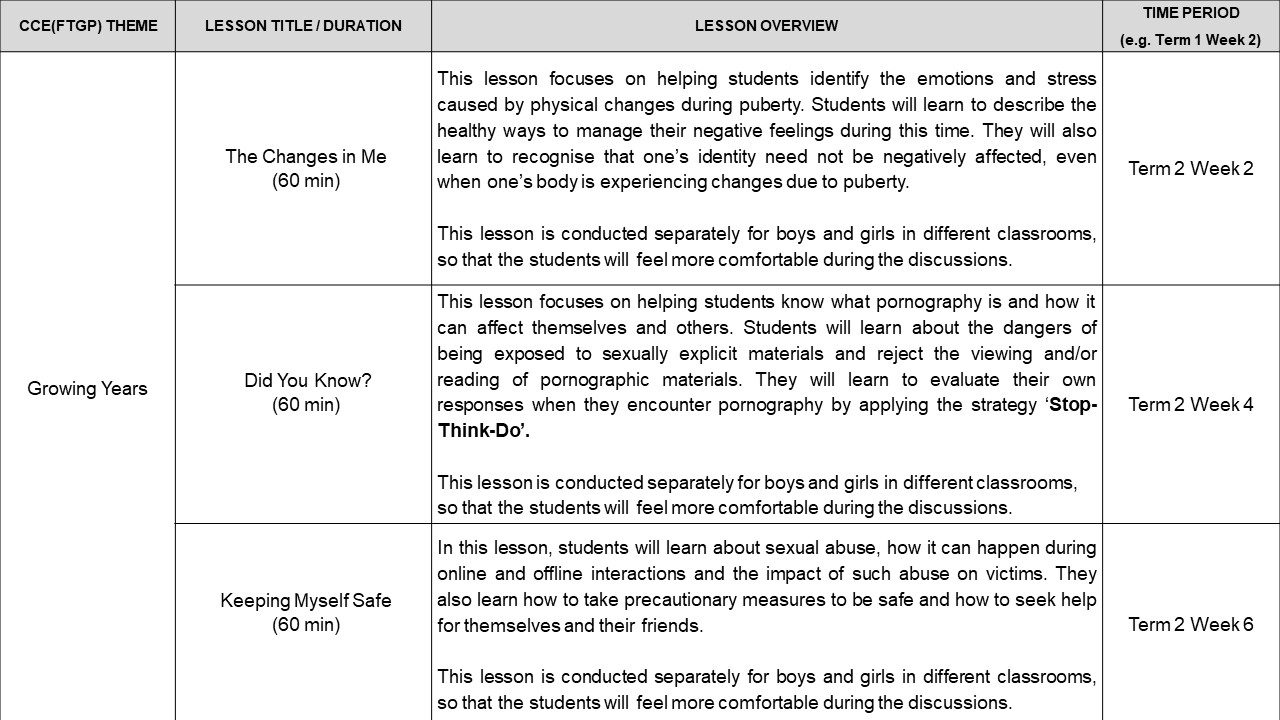 CCE(FTGP) THEME
LESSON TITLE / DURATION
LESSON OVERVIEW
TIME PERIOD
(e.g. Term 1 Week 2)
Growing Years
The Changes in Me
(60 min)
This lesson focuses on helping students identify the emotions and stress
caused by physical changes during puberty. Students will learn to describe the
healthy ways to manage their negative feelings during this time. They will also
learn to recognise that one’s identity need not be negatively affected, even
when one’s body is experiencing changes due to puberty.
This lesson is conducted separately for boys and girls in different classrooms,
so that the students will feel more comfortable during the discussions.
Term 2 Week 2
Did You Know?
(60 min)
This lesson focuses on helping students know what pornography is and how it
can affect themselves and others. Students will learn about the dangers of
being exposed to sexually explicit materials and reject the viewing and/or
reading of pornographic materials. They will learn to evaluate their own
responses when they encounter pornography by applying the strategy ‘Stop-
Think-Do’.
This lesson is conducted separately for boys and girls in different classrooms,
so that the students will feel more comfortable during the discussions.
Term 2 Week 4
Keeping Myself Safe
(60 min)
In this lesson, students will learn about sexual abuse, how it can happen during
online and offline interactions and the impact of such abuse on victims. They
also learn how to take precautionary measures to be safe and how to seek help
for themselves and their friends.
This lesson is conducted separately for boys and girls in different classrooms,
so that the students will feel more comfortable during the discussions.
Term 2 Week 6